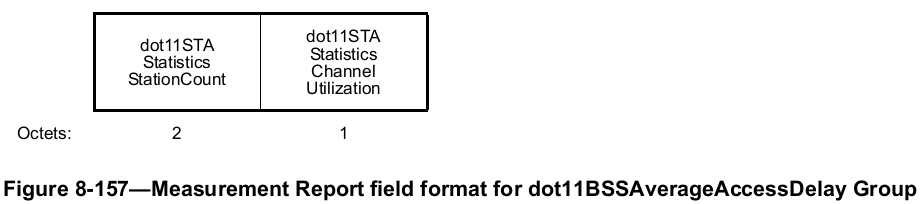 dot11STA
Statistics
StationCount
dot11STA
Statistics
Channel
Utilization
Octets: 2 1
Figure 8-157—Measurement Report field format for dot11BSSAverageAccessDelay Group